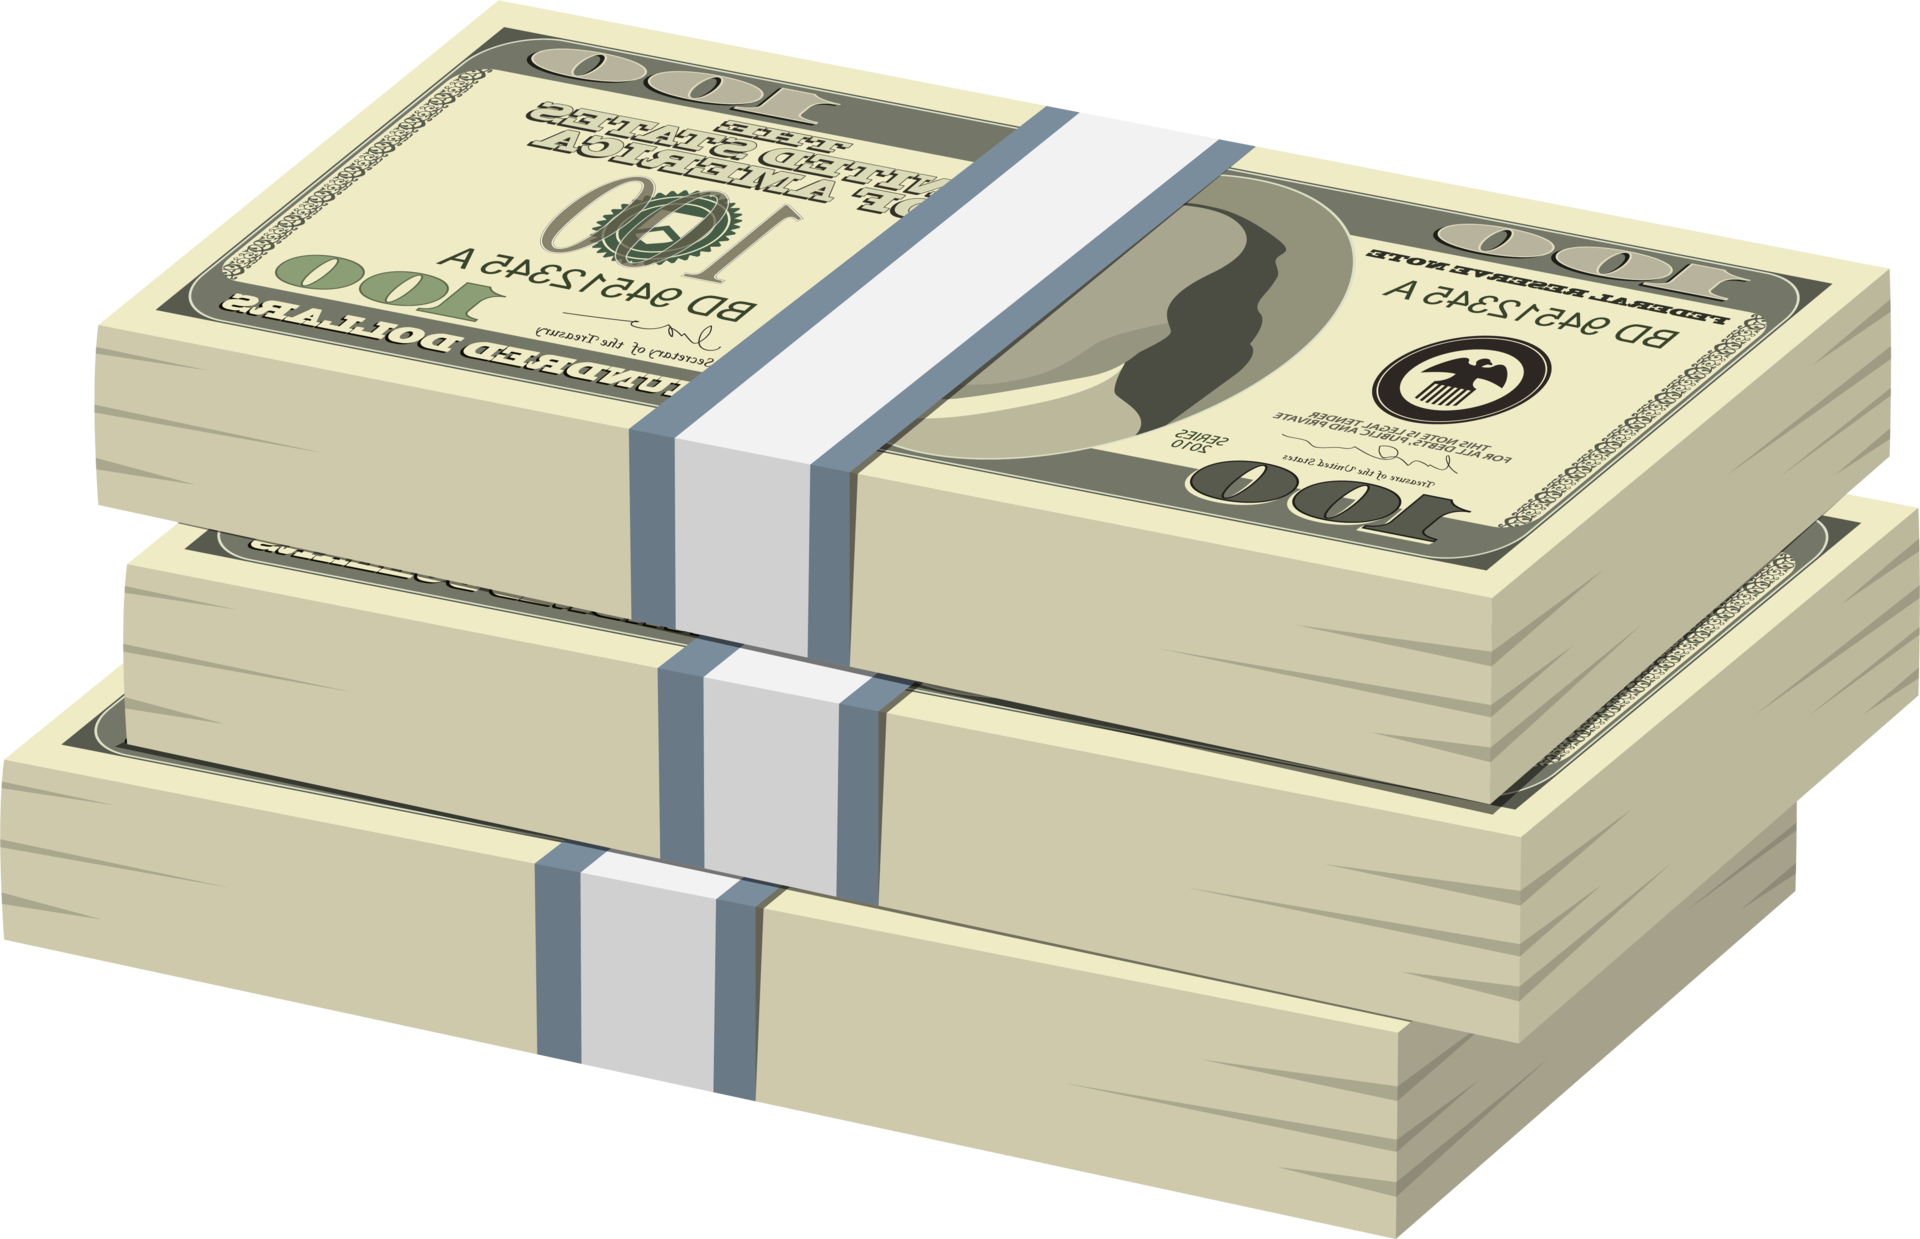 100
THE
NITED STATES
OF AMERICA
100
BD 94512345 A
100
Secretary of the Treasury
HUNDRED DOLLARS
100
FEDERAL RESERVE NOTE
BD 94512345 A
THIS NOTE IS LEGAL TENDER
FOR ALL DEBTS, PUBLIC AND PRIVATE
Treasure of the United States
SERIES
2010
100